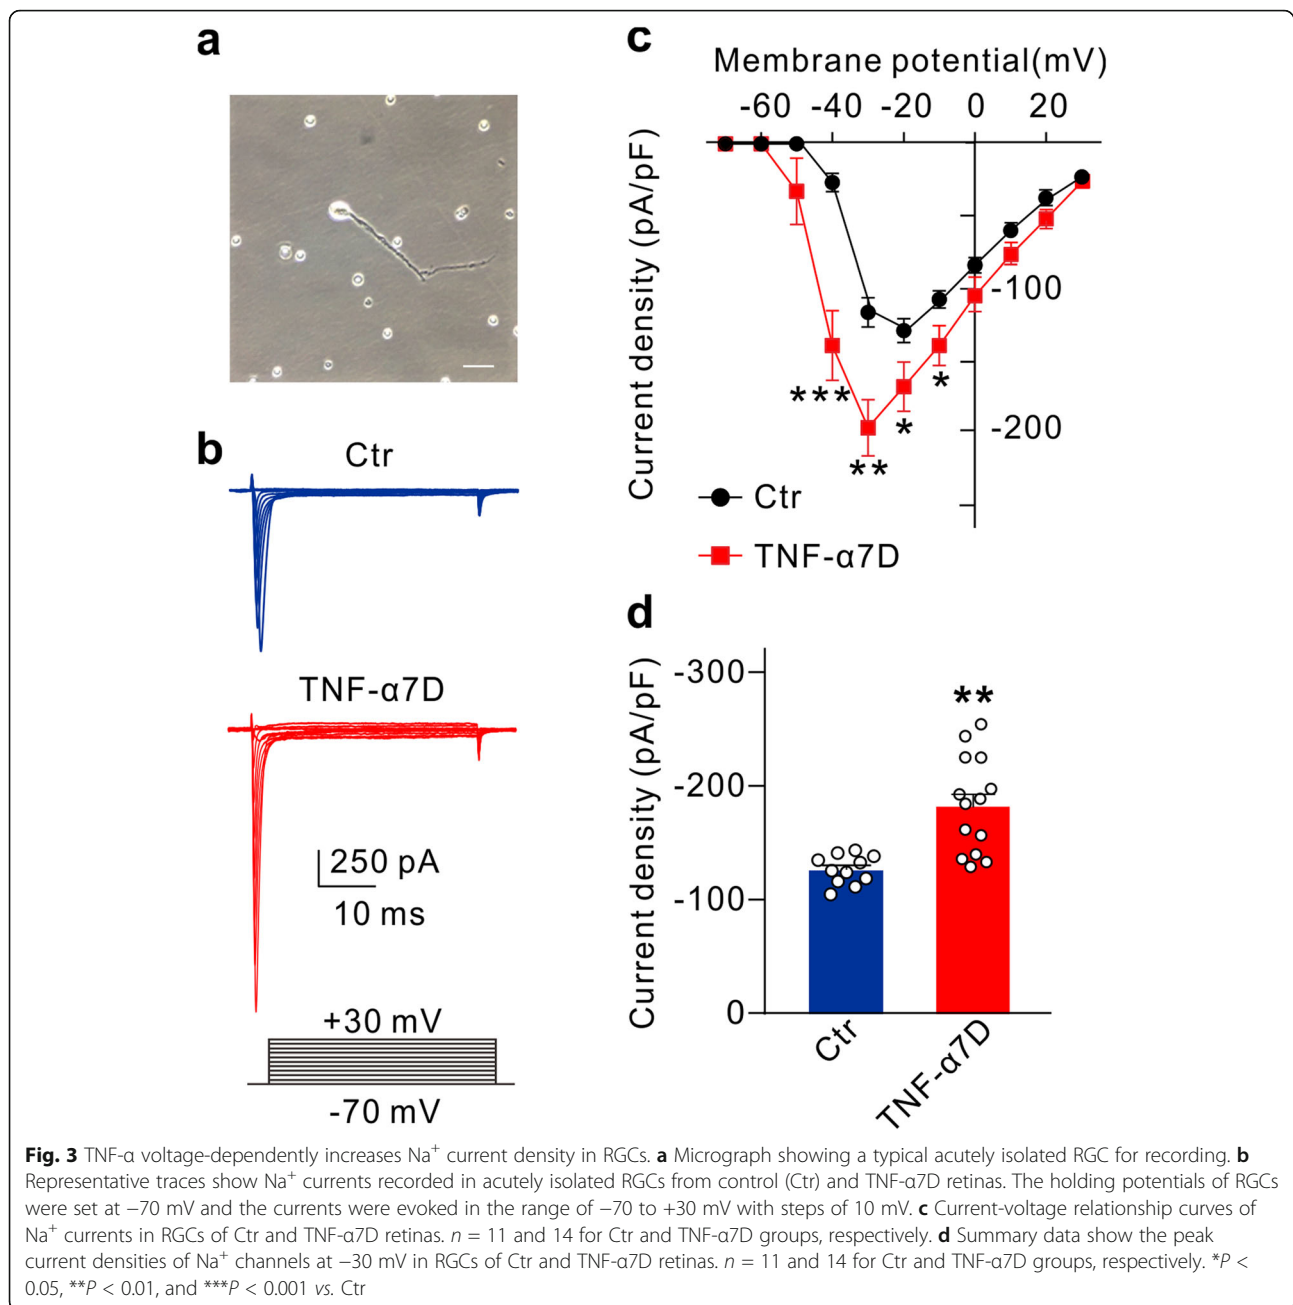 a
b
Ctr
TNF-α7D
250 pA
10 ms
+30 mV
-70 mV
c
Membrane potential(mV)
-60 -40 -20 0 20
Current density (pA/pF)
-100
-200
***
**
*
*
Ctr
TNF-α7D
d
Current density (pA/pF)
-300
-200
-100
0
**
Ctr
TNF-α7D
Fig. 3 TNF-α voltage-dependently increases Na⁺ current density in RGCs. a Micrograph showing a typical acutely isolated RGC for recording. b
Representative traces show Na⁺ currents recorded in acutely isolated RGCs from control (Ctr) and TNF-α7D retinas. The holding potentials of RGCs
were set at −70 mV and the currents were evoked in the range of −70 to +30 mV with steps of 10 mV. c Current-voltage relationship curves of
Na⁺ currents in RGCs of Ctr and TNF-α7D retinas. n = 11 and 14 for Ctr and TNF-α7D groups, respectively. d Summary data show the peak
current densities of Na⁺ channels at −30 mV in RGCs of Ctr and TNF-α7D retinas. n = 11 and 14 for Ctr and TNF-α7D groups, respectively. *P <
0.05, **P < 0.01, and ***P < 0.001 vs. Ctr